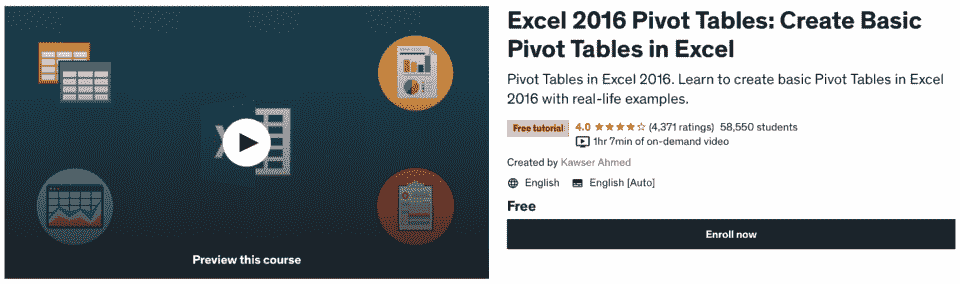 Preview this course
Excel 2016 Pivot Tables: Create Basic
Pivot Tables in Excel
Pivot Tables in Excel 2016. Learn to create basic Pivot Tables in Excel
2016 with real-life examples.
Free tutorial 4.0 (4,371 ratings) 58,550 students
1hr 7min of on-demand video
Created by Kawser Ahmed
English English [Auto]
Free
Enroll now